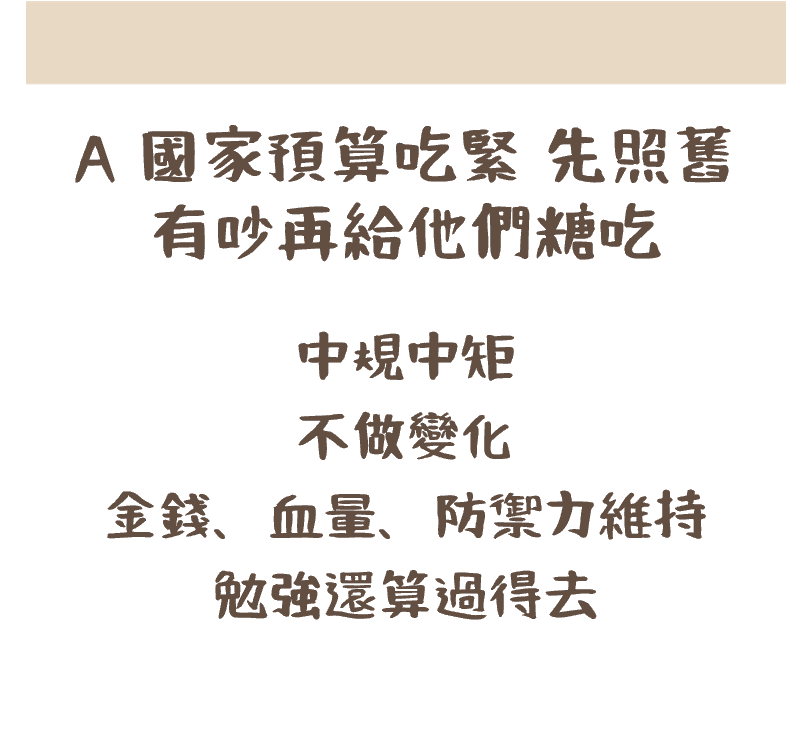 A 國家預算吃緊 先照舊
有吵再給他們糖吃
中規中矩
不做變化
金錢、血量、防禦力維持
勉強還算過得去